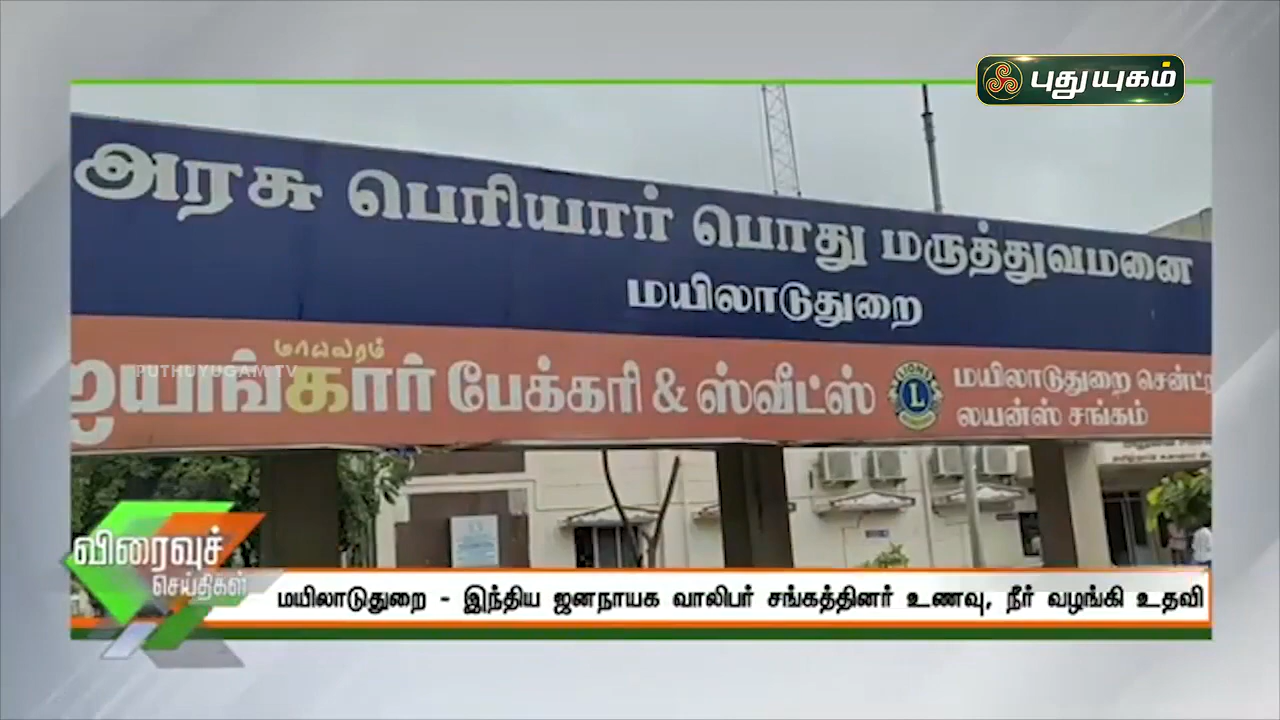 புதுயுகம்
அரசு பெரியார் பொது மருத்துவமனை
மயிலாடுதுறை
மாயவரம்
ஐயங்கார் பேக்கரி & ஸ்வீட்ஸ்
LIONS
L
மயிலாடுதுறை
லயன்ஸ் சங்கம்
PUTHUYUGAM TV
விரைவுச்
செய்திகள்
மயிலாடுதுறை - இந்திய ஜனநாயக வாலிபர் சங்கத்தினர் உணவு, நீர் வழங்கி உதவி